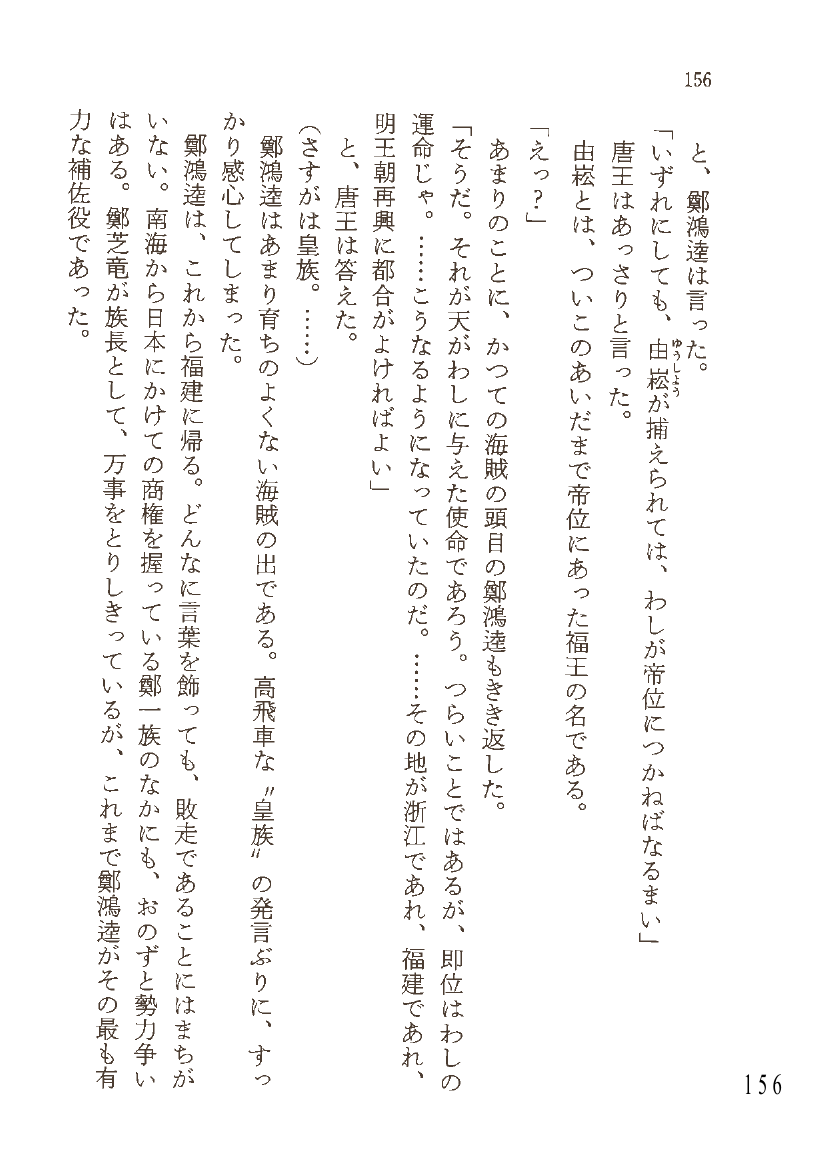 156
と、鄭鴻逵は言った。
「いずれにしても、由崧が捕えられては、わしが帝位につかねばなるまい」
ゆうしょう
唐王はあっさりと言った。
由崧とは、ついこのあいだまで帝位にあった福王の名である。
「えっ?」
あまりのことに、かつての海賊の頭目の鄭鴻逵もきき返した。
「そうだ。それが天がわしに与えた使命であろう。つらいことではあるが、即位はわしの
運命じゃ。……こうなるようになっていたのだ。……その地が浙江であれ、福建であれ、
明王朝再興に都合がよければよい」
と、唐王は答えた。
(さすがは皇族。……)
鄭鴻逵はあまり育ちのよくない海賊の出である。高飛車な〝皇族〟の発言ぶりに、すっ
かり感心してしまった。
鄭鴻逵は、これから福建に帰る。どんなに言葉を飾っても、敗走であることにはまちが
いない。南海から日本にかけての商権を握っている鄭一族のなかにも、おのずと勢力争い
はある。鄭芝竜が族長として、万事をとりしきっているが、これまで鄭鴻逵がその最も有
力な補佐役であった。
156